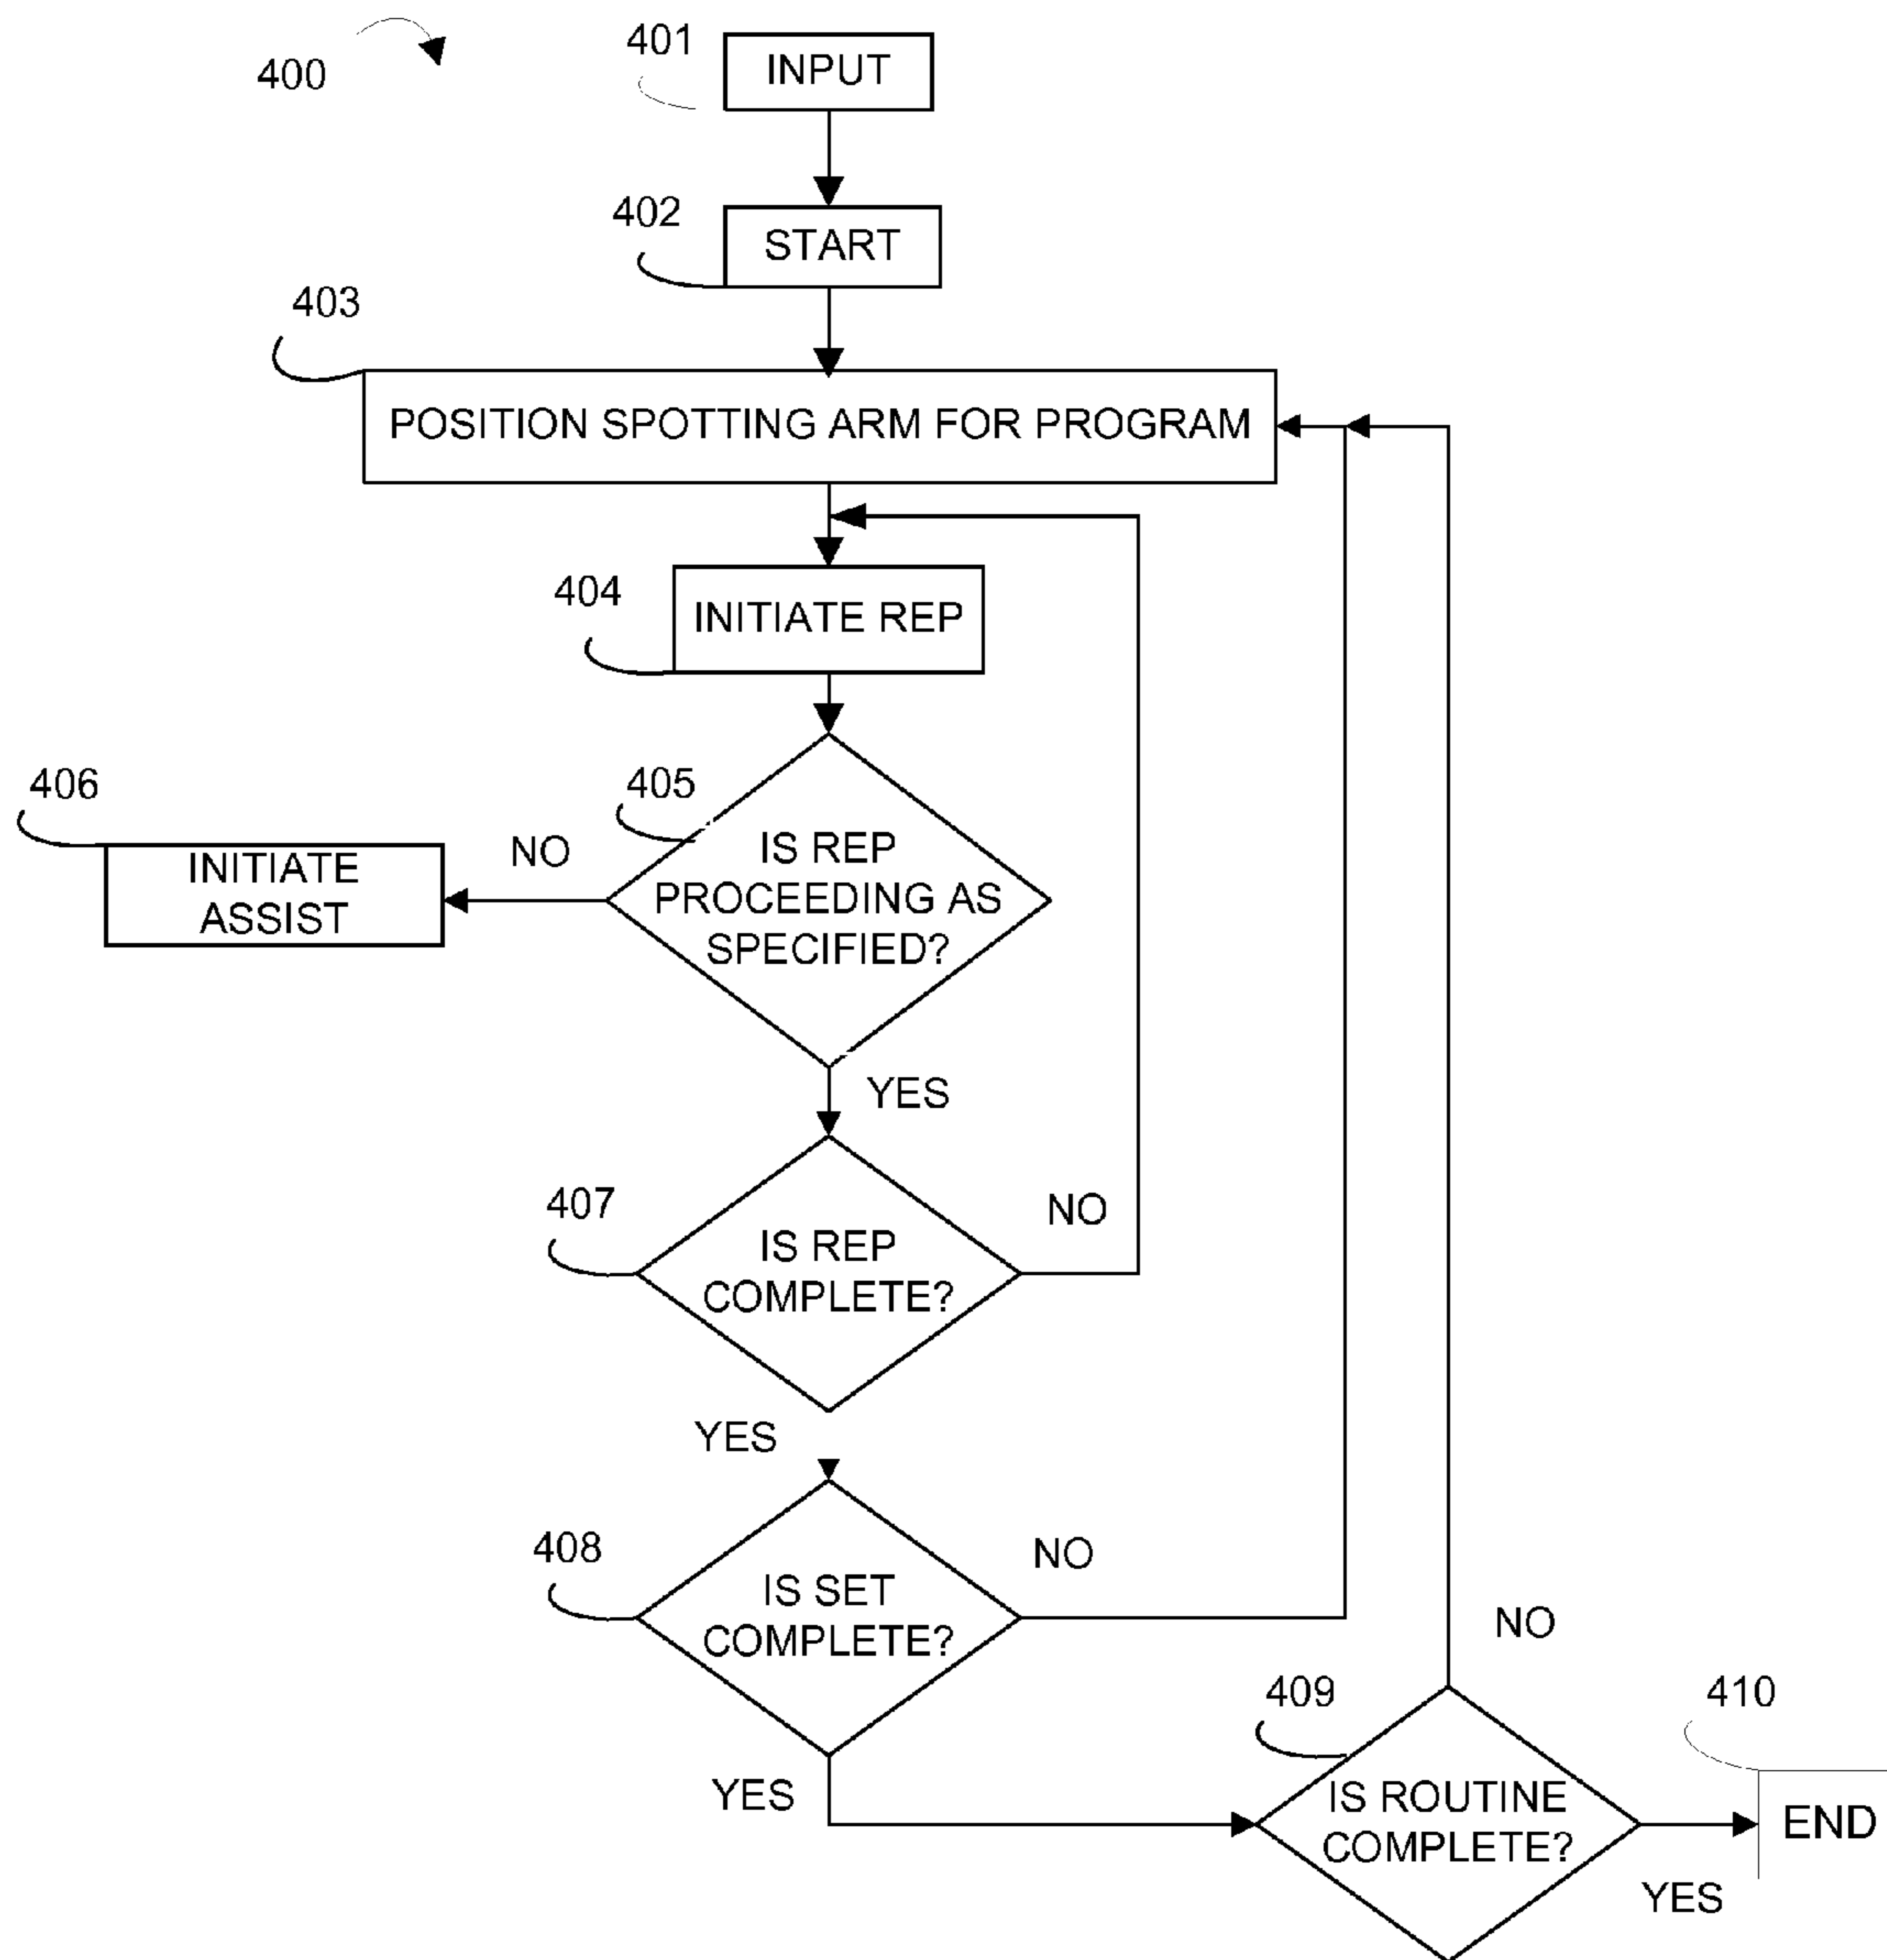 400
401
INPUT
402
START
403
POSITION SPOTTING ARM FOR PROGRAM
404
INITIATE REP
405
IS REP
PROCEEDING AS
SPECIFIED?
NO
406
INITIATE
ASSIST
YES
407
IS REP
COMPLETE?
NO
YES
408
IS SET
COMPLETE?
NO
YES
409
IS ROUTINE
COMPLETE?
NO
YES
410
END